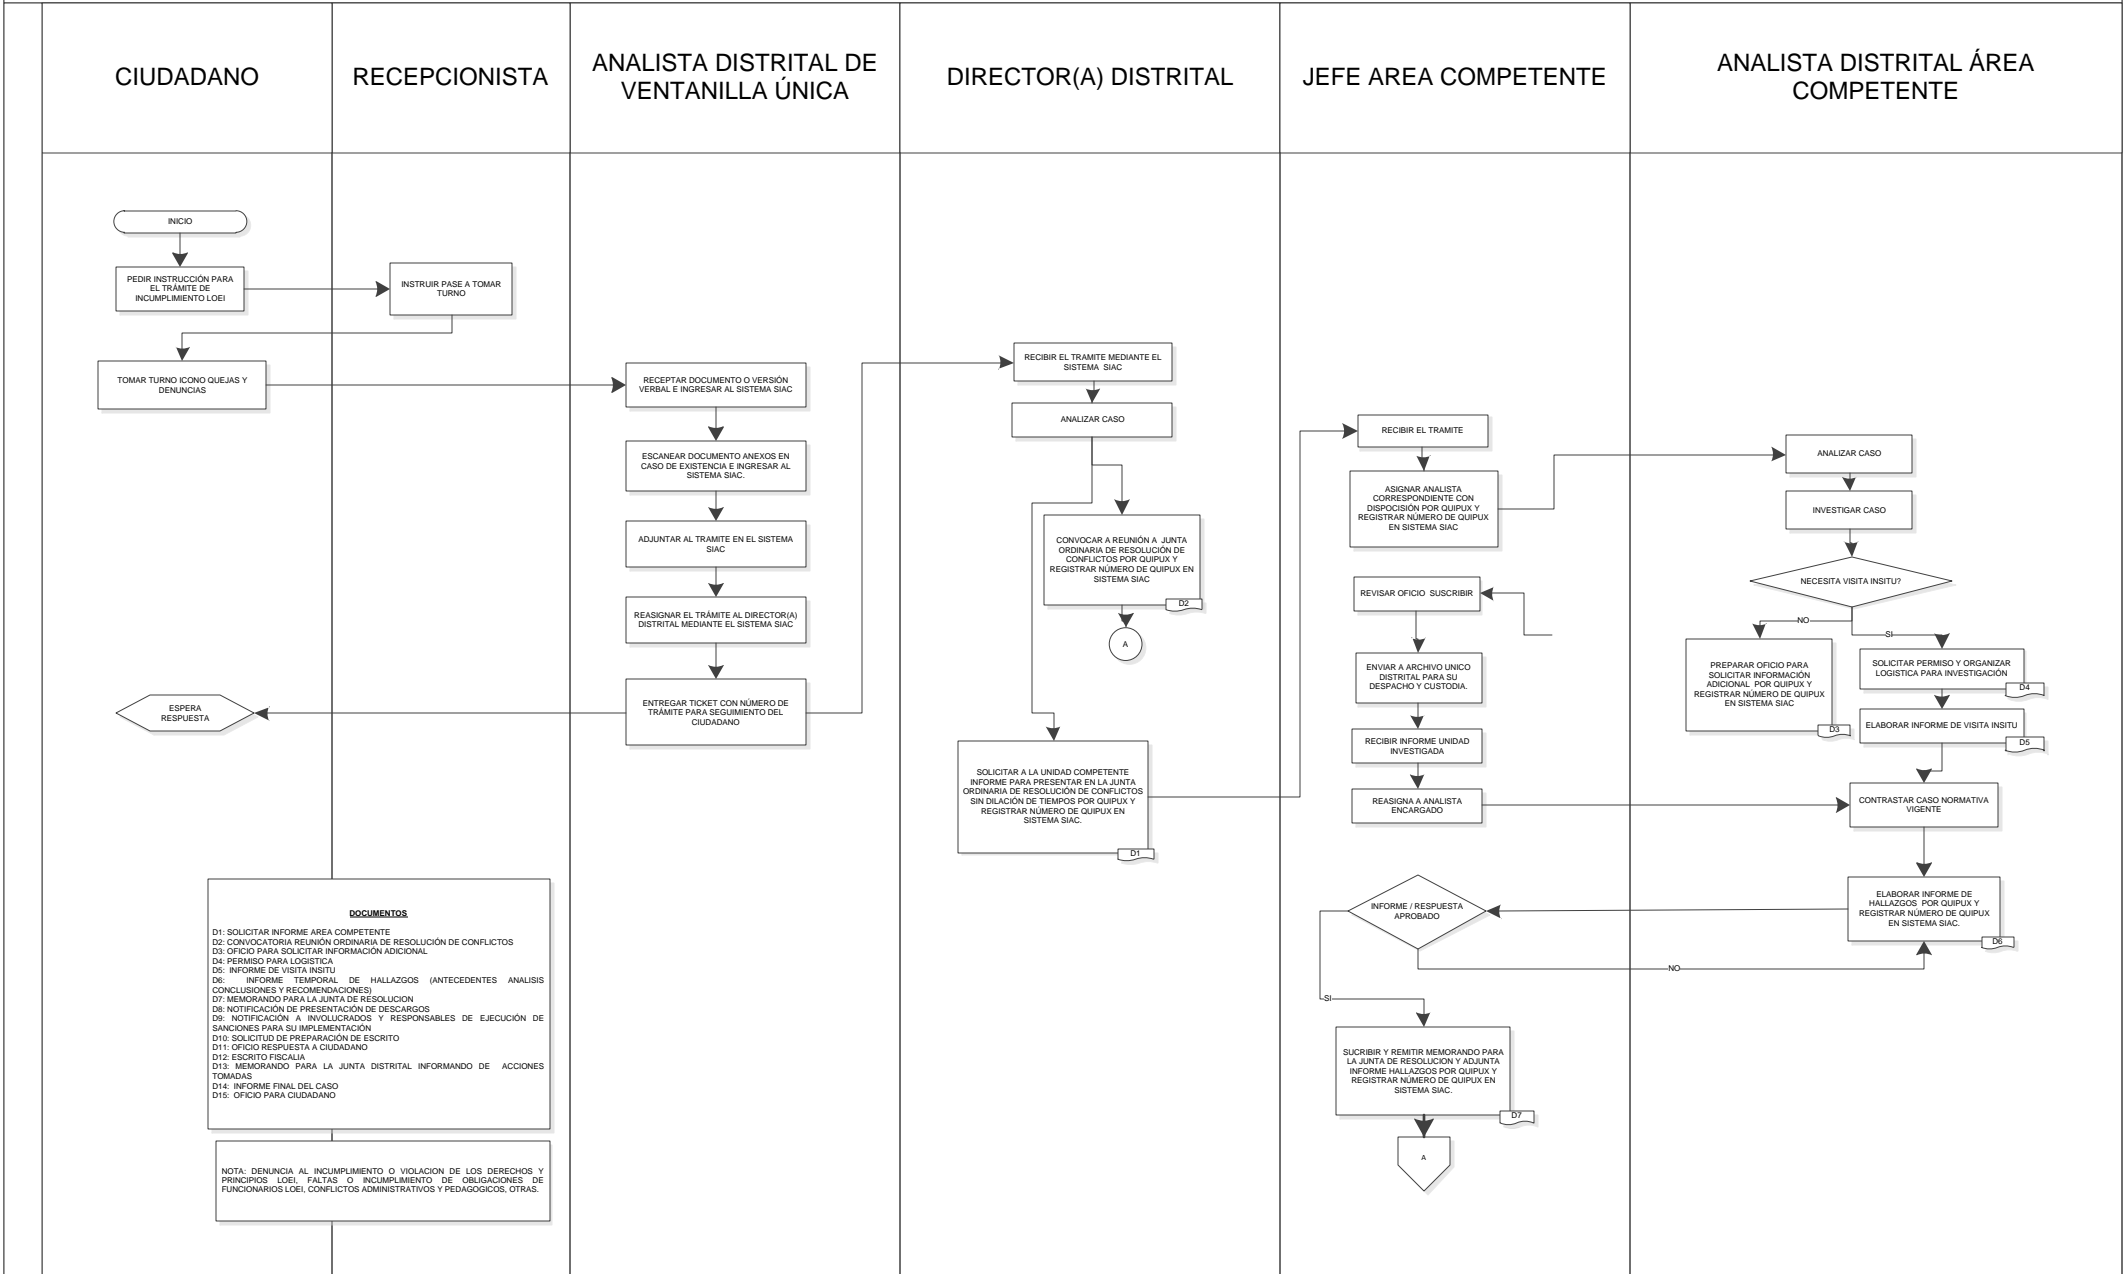 CIUDADANO
RECEPCIONISTA
ANALISTA DISTRITAL DE
VENTANILLA ÚNICA
DIRECTOR(A) DISTRITAL
JEFE AREA COMPETENTE
ANALISTA DISTRITAL ÁREA
COMPETENTE
INICIO
PEDIR INSTRUCCIÓN PARA
EL TRÁMITE DE
INCUMPLIMIENTO LOEI
INSTRUIR PASE A TOMAR
TURNO
TOMAR TURNO ICONO QUEJAS Y
DENUNCIAS
RECEPTAR DOCUMENTO O VERSIÓN
VERBAL E INGRESAR AL SISTEMA SIAC
ESCANEAR DOCUMENTO ANEXOS EN
CASO DE EXISTENCIA E INGRESAR AL
SISTEMA SIAC.
ADJUNTAR AL TRAMITE EN EL SISTEMA
SIAC
REASIGNAR EL TRÁMITE AL DIRECTOR(A)
DISTRITAL MEDIANTE EL SISTEMA SIAC
ENTREGAR TICKET CON NÚMERO DE
TRÁMITE PARA SEGUIMIENTO DEL
CIUDADANO
ESPERA
RESPUESTA
RECIBIR EL TRAMITE MEDIANTE EL
SISTEMA  SIAC
ANALIZAR CASO
CONVOCAR A REUNIÓN A  JUNTA
ORDINARIA DE RESOLUCIÓN DE
CONFLICTOS POR QUIPUX Y
REGISTRAR NÚMERO DE QUIPUX EN
SISTEMA SIAC
D2
A
SOLICITAR A LA UNIDAD COMPETENTE
INFORME PARA PRESENTAR EN LA JUNTA
ORDINARIA DE RESOLUCIÓN DE CONFLICTOS
SIN DILACIÓN DE TIEMPOS POR QUIPUX Y
REGISTRAR NÚMERO DE QUIPUX EN
SISTEMA SIAC.
D1
RECIBIR EL TRAMITE
ASIGNAR ANALISTA
CORRESPONDIENTE CON
DISPOCISIÓN POR QUIPUX Y
REGISTRAR NÚMERO DE QUIPUX
EN SISTEMA SIAC
REVISAR OFICIO  SUSCRIBIR
ENVIAR A ARCHIVO UNICO
DISTRITAL PARA SU
DESPACHO Y CUSTODIA.
RECIBIR INFORME UNIDAD
INVESTIGADA
REASIGNA A ANALISTA
ENCARGADO
ANALIZAR CASO
INVESTIGAR CASO
NECESITA VISITA INSITU?
NO
SI
PREPARAR OFICIO PARA
SOLICITAR INFORMACIÓN
ADICIONAL  POR QUIPUX Y
REGISTRAR NÚMERO DE QUIPUX
EN SISTEMA SIAC
D3
SOLICITAR PERMISO Y ORGANIZAR
LOGISTICA PARA INVESTIGACIÓN
D4
ELABORAR INFORME DE VISITA INSITU
D5
CONTRASTAR CASO NORMATIVA
VIGENTE
ELABORAR INFORME DE
HALLAZGOS  POR QUIPUX Y
REGISTRAR NÚMERO DE QUIPUX
EN SISTEMA SIAC.
D6
INFORME / RESPUESTA
APROBADO
NO
SI
SUCRIBIR Y REMITIR MEMORANDO PARA
LA JUNTA DE RESOLUCION Y ADJUNTA
INFORME HALLAZGOS POR QUIPUX Y
REGISTRAR NÚMERO DE QUIPUX EN
SISTEMA SIAC.
D7
A
DOCUMENTOS
D1: SOLICITAR INFORME AREA COMPETENTE
D2: CONVOCATORIA REUNIÓN ORDINARIA DE RESOLUCIÓN DE CONFLICTOS
D3: OFICIO PARA SOLICITAR INFORMACIÓN ADICIONAL
D4: PERMISO PARA LOGISTICA
D5:  INFORME DE VISITA INSITU
D6: INFORME TEMPORAL DE HALLAZGOS (ANTECEDENTES ANALISIS
CONCLUSIONES Y RECOMENDACIONES)
D7: MEMORANDO PARA LA JUNTA DE RESOLUCION
D8: NOTIFICACIÓN DE PRESENTACIÓN DE DESCARGOS
D9: NOTIFICACIÓN A INVOLUCRADOS Y RESPONSABLES DE EJECUCIÓN DE
SANCIONES PARA SU IMPLEMENTACIÓN
D10: SOLICITUD DE PREPARACIÓN DE ESCRITO
D11: OFICIO RESPUESTA A CIUDADANO
D12: ESCRITO FISCALIA
D13: MEMORANDO PARA LA JUNTA DISTRITAL INFORMANDO DE ACCIONES
TOMADAS
D14:  INFORME FINAL DEL CASO
D15:  OFICIO PARA CIUDADANO
NOTA: DENUNCIA AL INCUMPLIMIENTO O VIOLACION DE LOS DERECHOS Y
PRINCIPIOS LOEI, FALTAS O INCUMPLIMIENTO DE OBLIGACIONES DE
FUNCIONARIOS LOEI, CONFLICTOS ADMINISTRATIVOS Y PEDAGOGICOS, OTRAS.